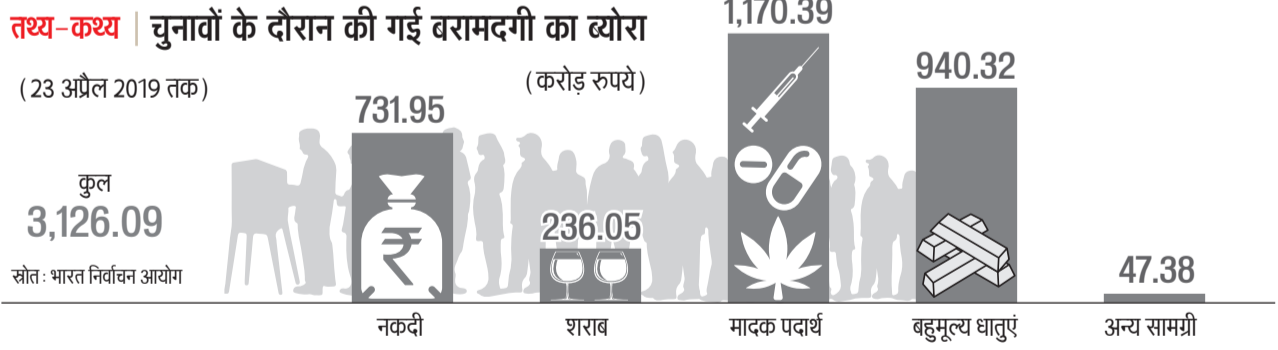 तथ्य-कथ्य | चुनावों के दौरान की गई बरामदगी का ब्योरा
(23 अप्रैल 2019 तक)
(करोड़ रुपये)
कुल
3,126.09
स्रोत: भारत निर्वाचन आयोग
731.95
236.05
1,170.39
940.32
47.38
नकदी
शराब
मादक पदार्थ
बहुमूल्य धातुएं
अन्य सामग्री